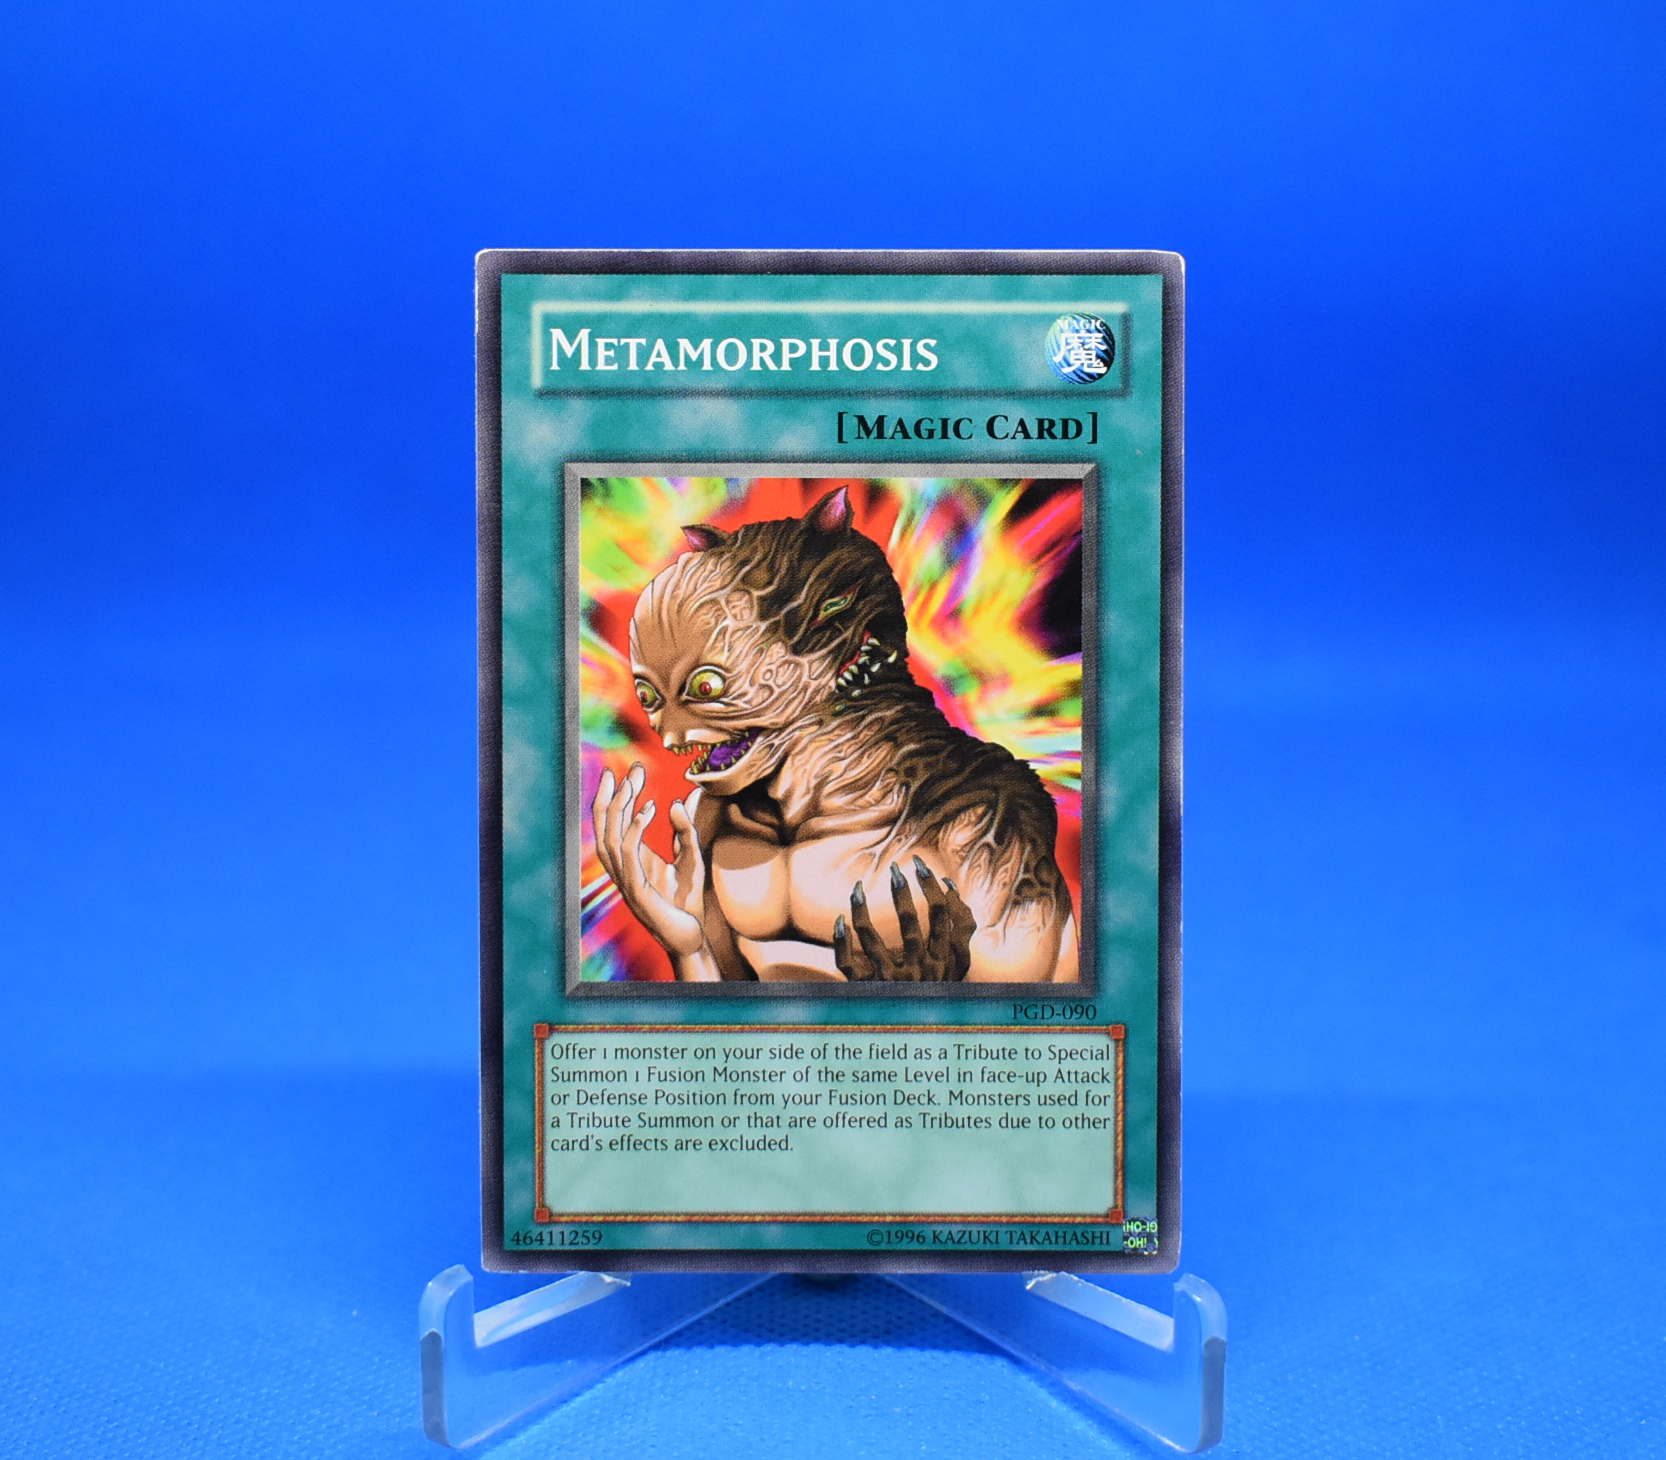 METAMORPHOSIS
MAGIC
魔
[MAGIC CARD]
PGD-090
Offer 1 monster on your side of the field as a Tribute to Special
Summon 1 Fusion Monster of the same Level in face-up Attack
or Defense Position from your Fusion Deck. Monsters used for
a Tribute Summon or that are offered as Tributes due to other
card's effects are excluded.
46411259
©1996 KAZUKI TAKAHASHI